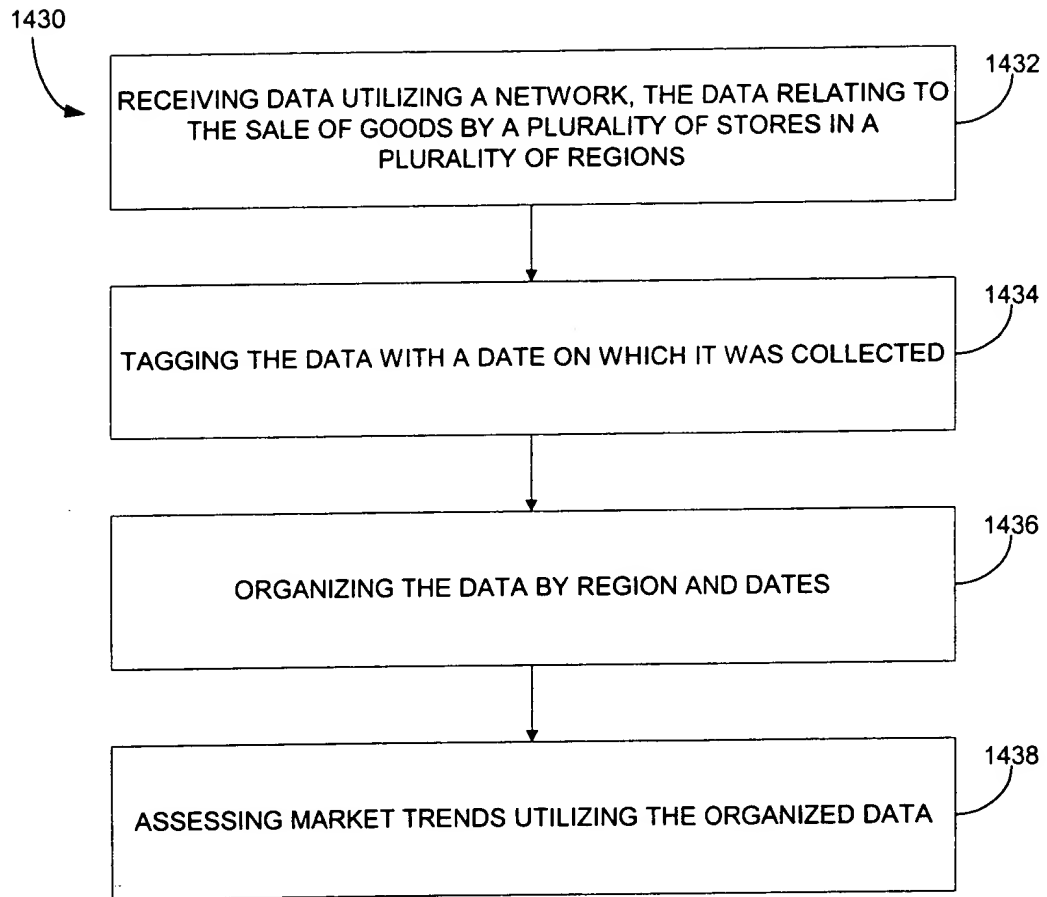 1430
1432
RECEIVING DATA UTILIZING A NETWORK, THE DATA RELATING TO
THE SALE OF GOODS BY A PLURALITY OF STORES IN A
PLURALITY OF REGIONS
1434
TAGGING THE DATA WITH A DATE ON WHICH IT WAS COLLECTED
1436
ORGANIZING THE DATA BY REGION AND DATES
1438
ASSESSING MARKET TRENDS UTILIZING THE ORGANIZED DATA